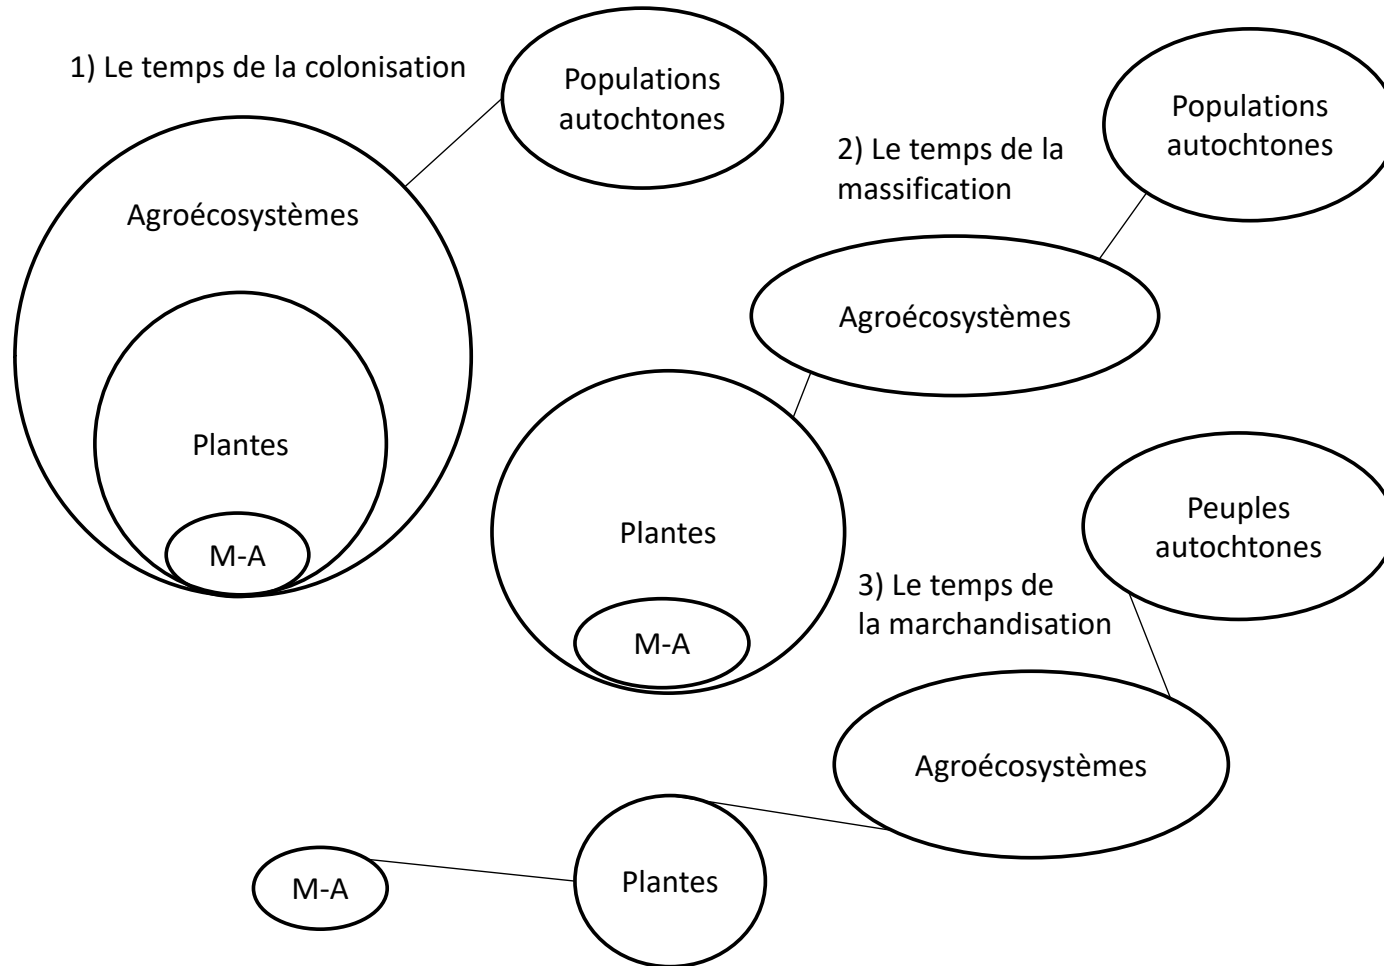 1) Le temps de la colonisation
Populations
autochtones
Agroécosystèmes
Plantes
M-A
2) Le temps de la
massification
Populations
autochtones
Agroécosystèmes
Plantes
M-A
3) Le temps de
la marchandisation
Peuples
autochtones
Agroécosystèmes
Plantes
M-A